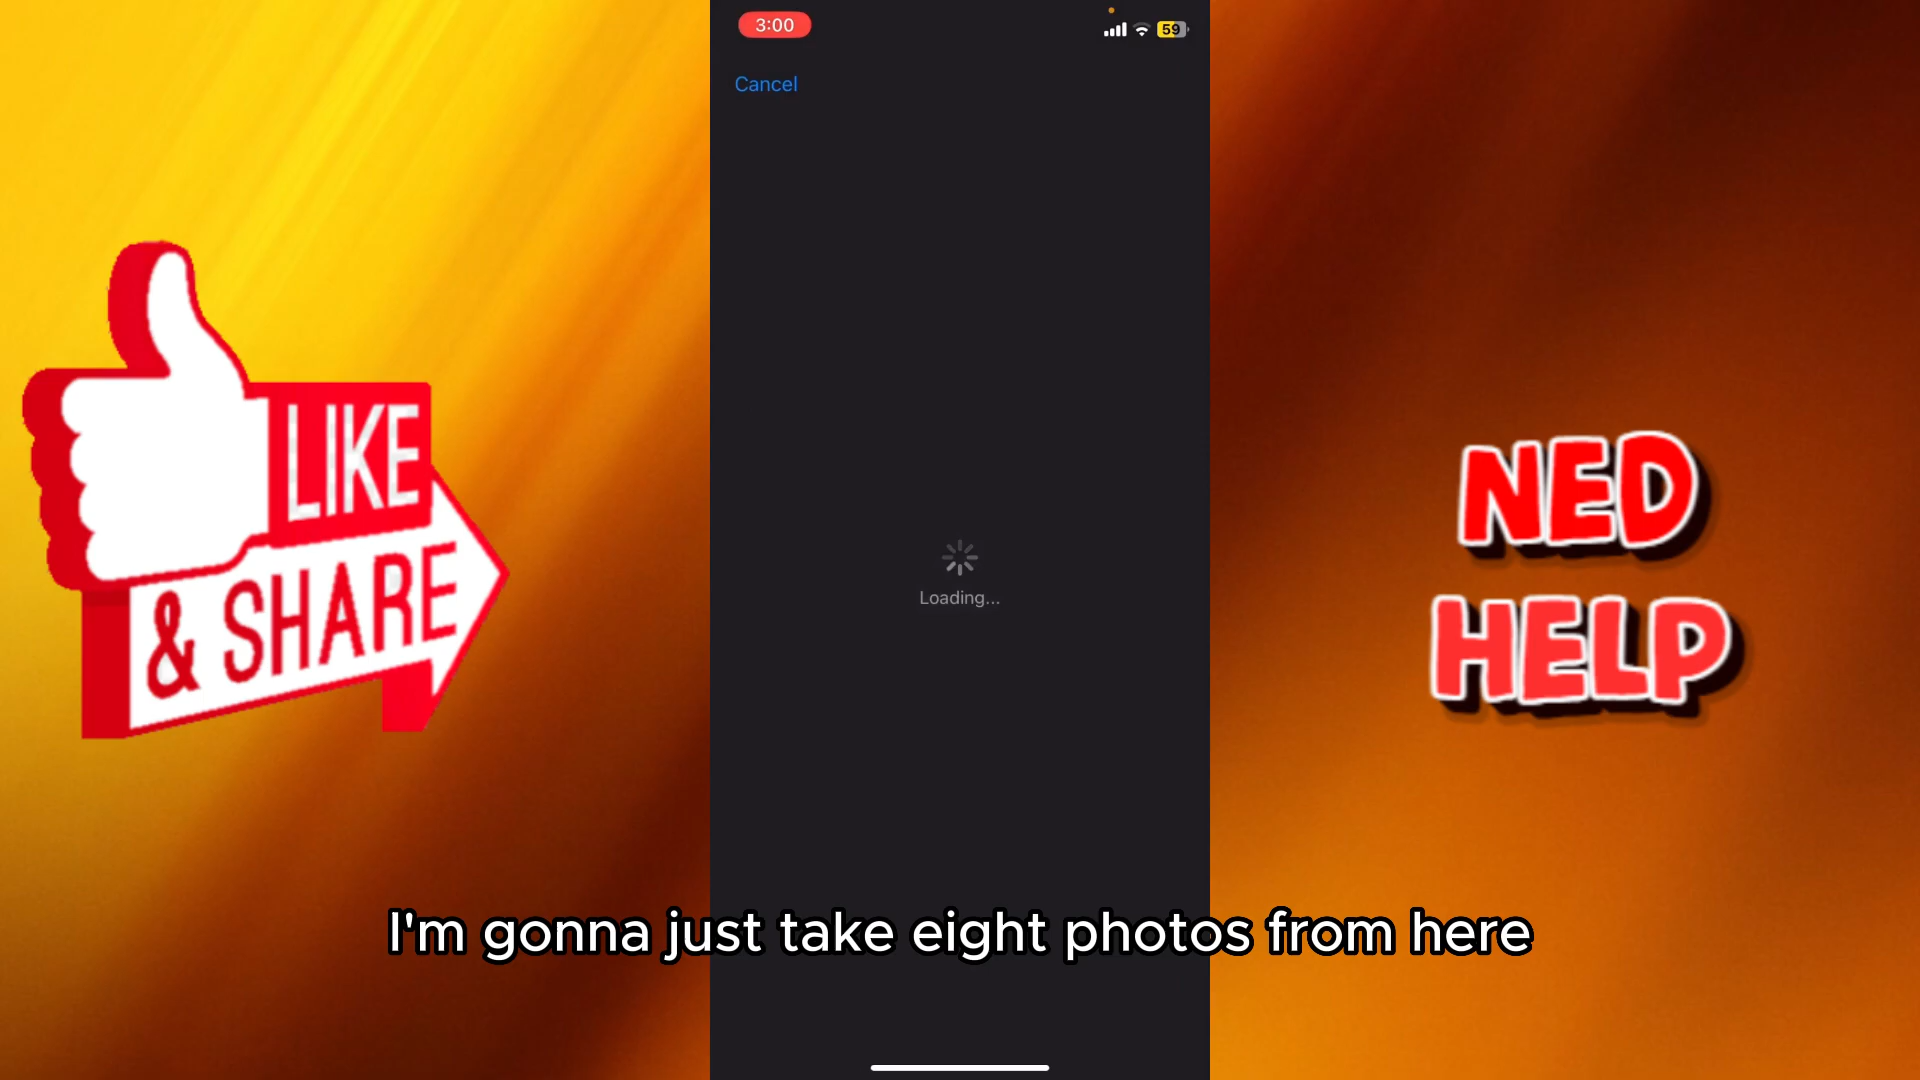 3:00
59
Cancel
LIKE
& SHARE
NED
HELP
Loading...
I'm gonna just take eight photos from here